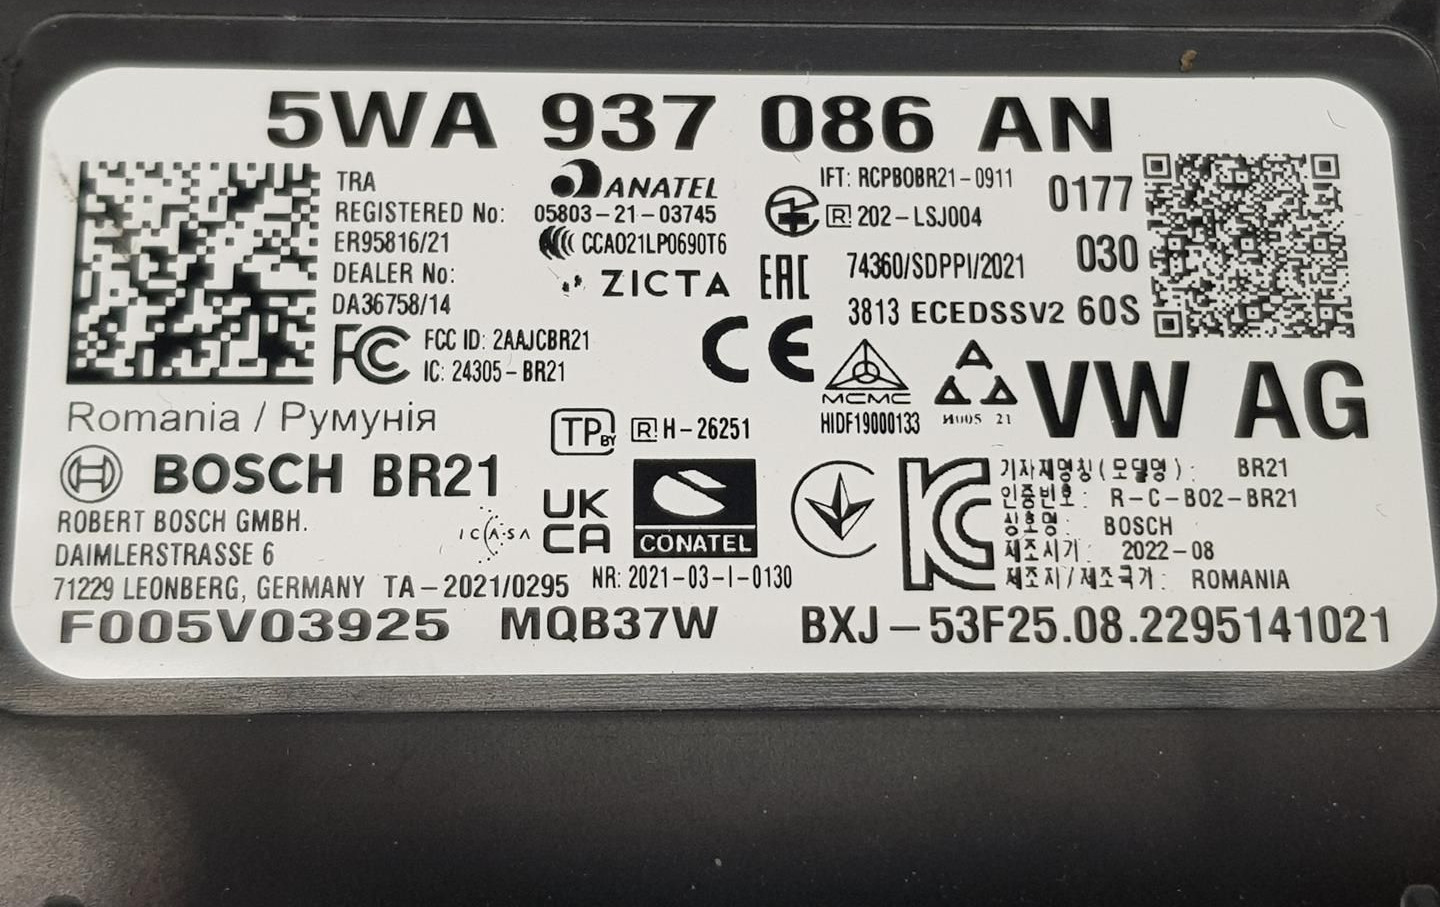 5WA 937 086 AN
TRA
REGISTERED No:
ER95816/21
DEALER No:
DA36758/14
ANATEL
05803-21-03745
CCAO21LP0690T6
ZICTA
EAC
IFT: RCPBOBR21-0911
R 202-LSJ004
74360/SDPPI/2021
3813 ECEDSSV2 60S
0177
030
FC
FCC ID: 2AAJCBR21
IC: 24305-BR21
CE
MCMC
HIDF19000133
21
VW AG
Romania / Румунія
TP BY
R H-26251
BOSCH BR21
ROBERT BOSCH GMBH.
DAIMLERSTRASSE 6
71229 LEONBERG, GERMANY TA-2021/0295
ICASA
UK
CA
CONATEL
NR: 2021-03-I-0130
KC
기자재명칭(모델명): BR21
인증번호: R-C-BO2-BR21
상호명: BOSCH
제조시기: 2022-08
제조자/제조국가: ROMANIA
F005V03925 MQB37W BXJ-53F25.08.2295141021